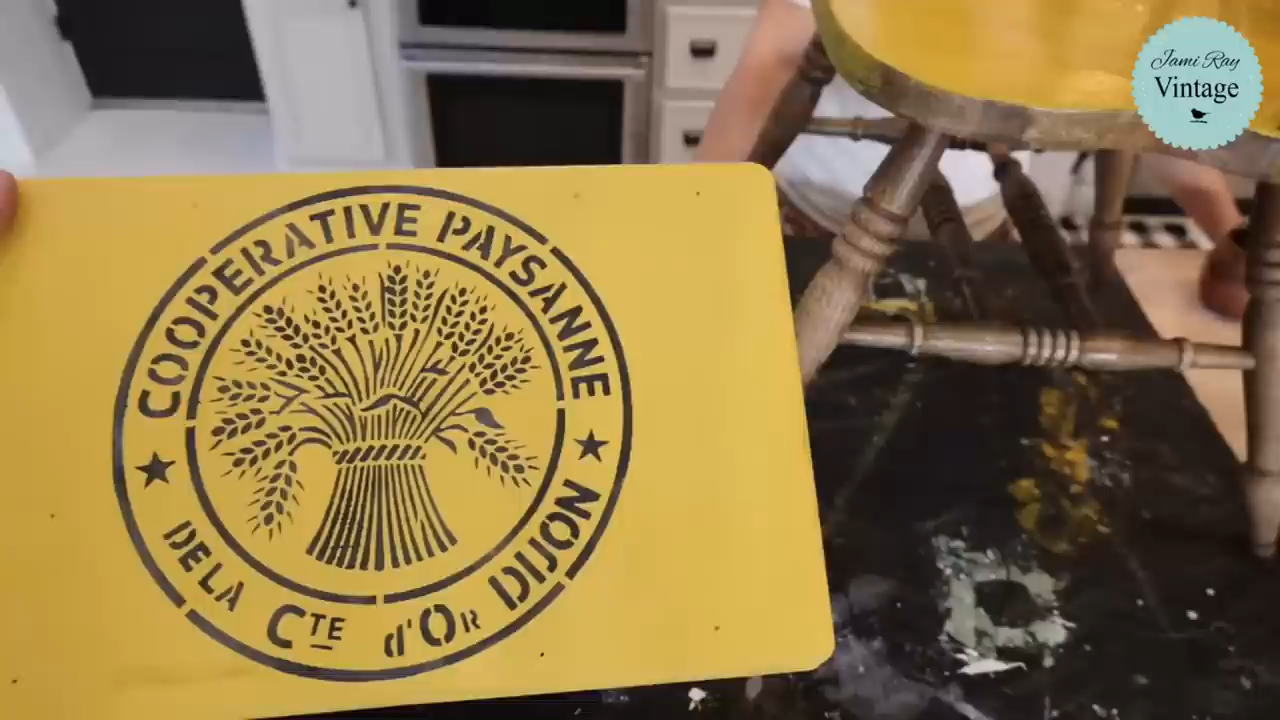 COOPERATIVE PAYSANNE
DE LA CTE d'OR DIJON
Jami Ray
Vintage